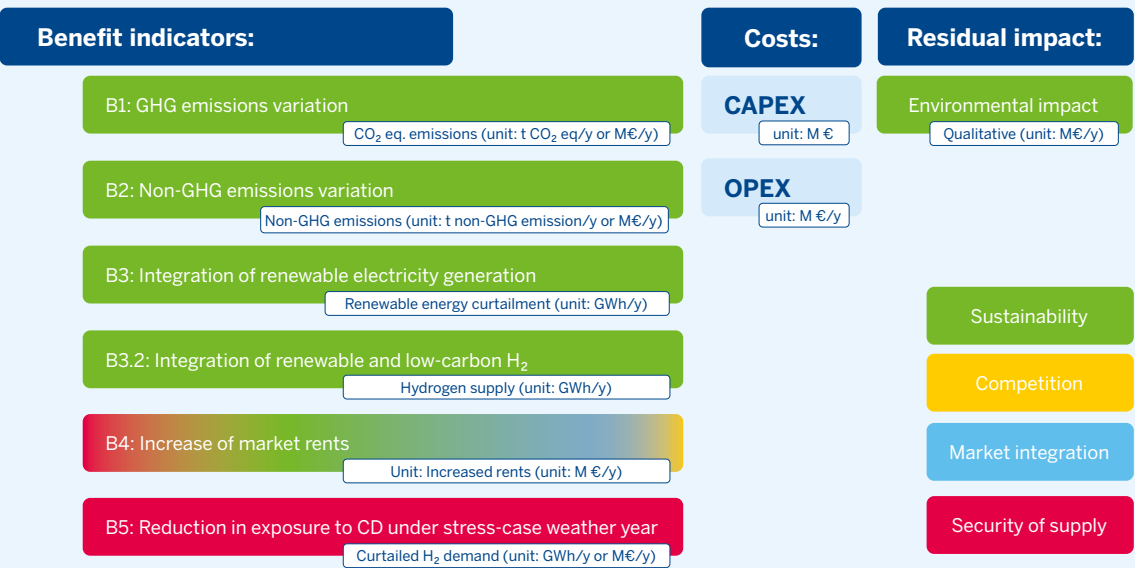 Benefit indicators:
B1: GHG emissions variation
CO₂ eq. emissions (unit: t CO₂ eq/y or M€/y)
B2: Non-GHG emissions variation
Non-GHG emissions (unit: t non-GHG emission/y or M€/y)
B3: Integration of renewable electricity generation
Renewable energy curtailment (unit: GWh/y)
B3.2: Integration of renewable and low-carbon H₂
Hydrogen supply (unit: GWh/y)
B4: Increase of market rents
Unit: Increased rents (unit: M €/y)
B5: Reduction in exposure to CD under stress-case weather year
Curtailed H₂ demand (unit: GWh/y or M€/y)
Costs:
CAPEX
unit: M €
OPEX
unit: M €/y
Residual impact:
Environmental impact
Qualitative (unit: M€/y)
Sustainability
Competition
Market integration
Security of supply